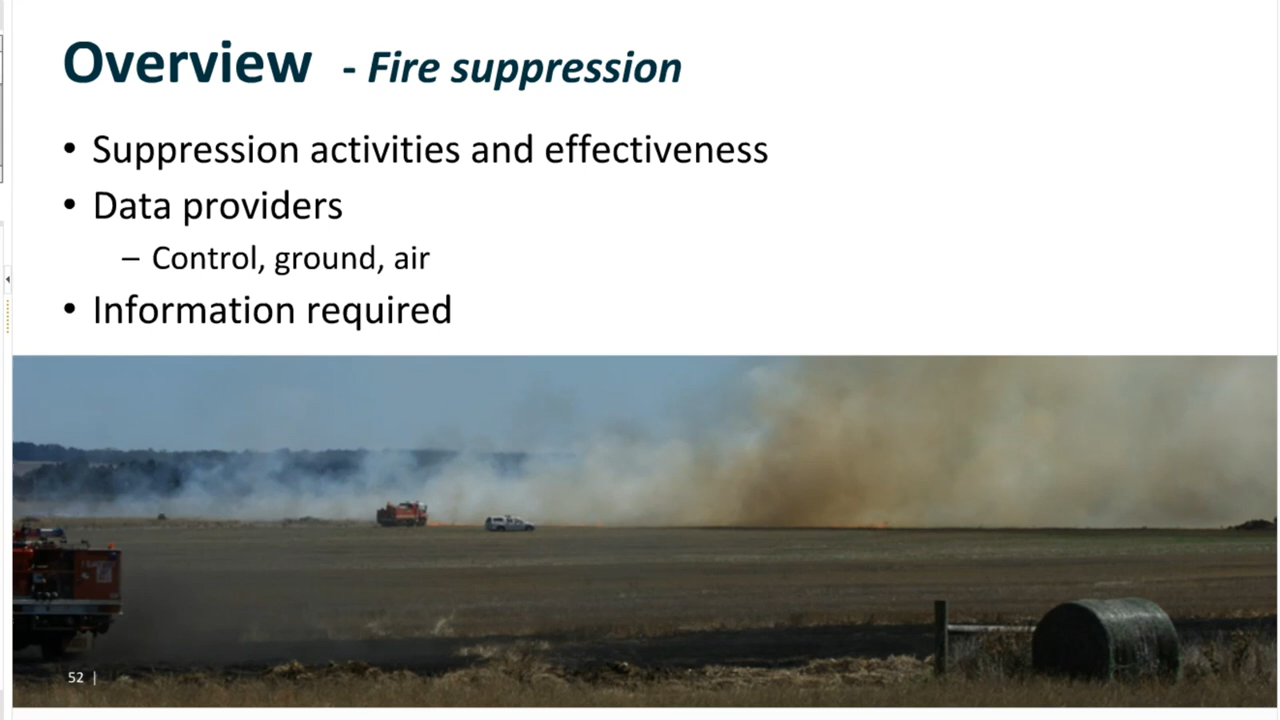 Overview - Fire suppression
• Suppression activities and effectiveness
• Data providers
– Control, ground, air
• Information required
52 |